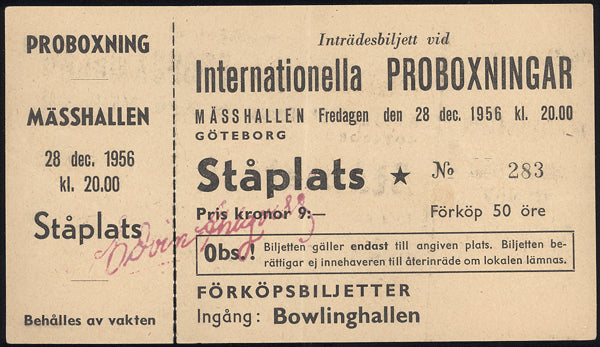 PROBOXNING
MÄSSHALLEN
28 dec. 1956
kl. 20.00
Ståplats
Behålles av vakten
Inträdesbiljett vid
Internationella PROBOXNINGAR
MÄSSHALLEN Fredagen den 28 dec. 1956 kl. 20.00
GÖTEBORG
Ståplats ★ № 283
Pris kronor 9:— Förköp 50 öre
Obs.! Biljetten gäller endast till angiven plats. Biljetten be-
rättigar ej innehaveren till återinräde om lokalen lämnas.
FÖRKÖPSBILJETTER
Ingång: Bowlinghallen